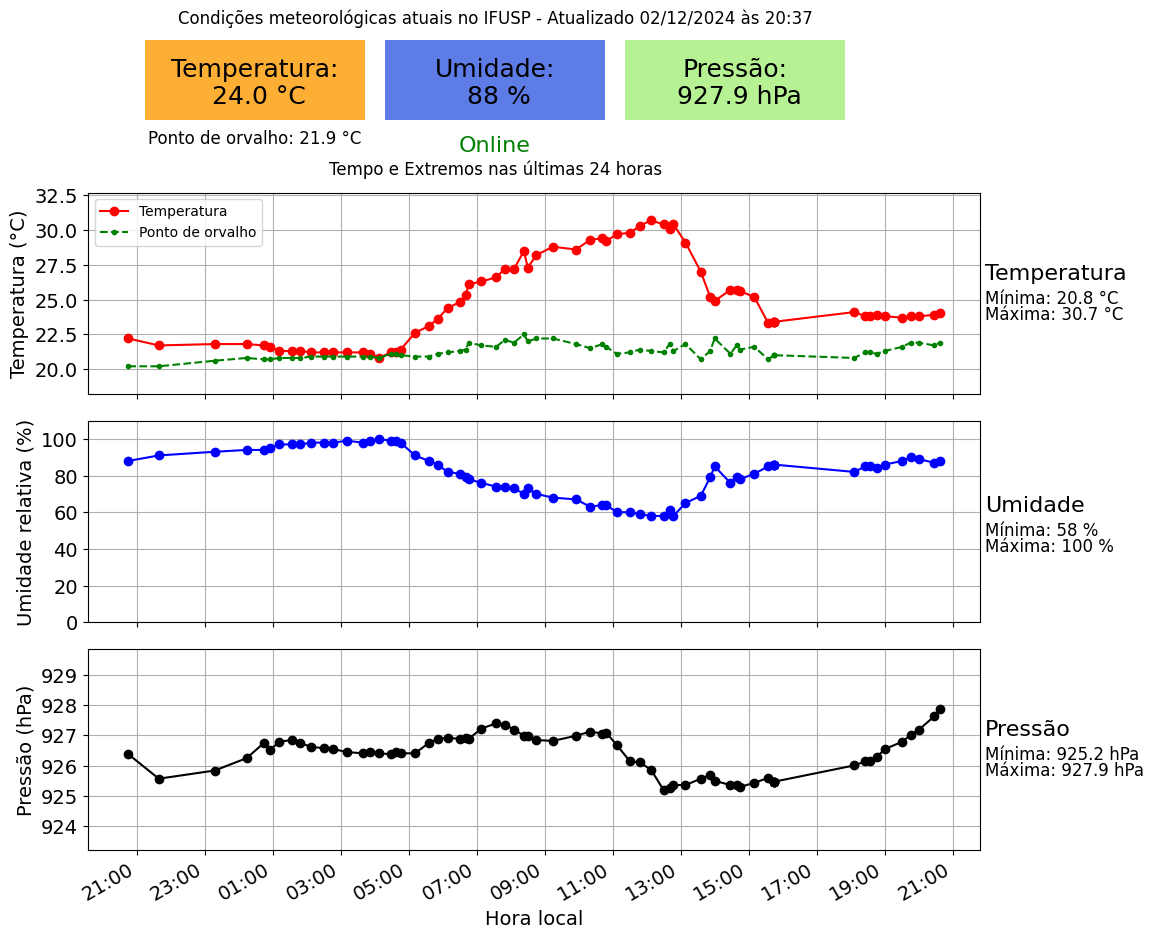 Condições meteorológicas atuais no IFUSP - Atualizado 02/12/2024 às 20:37
Temperatura:
24.0 °C
Umidade:
88 %
Pressão:
927.9 hPa
Ponto de orvalho: 21.9 °C
Online
Tempo e Extremos nas últimas 24 horas
Temperatura (°C)
32.5
30.0
27.5
25.0
22.5
20.0
Temperatura
Ponto de orvalho
Temperatura
Mínima: 20.8 °C
Máxima: 30.7 °C
Umidade relativa (%)
100
80
60
40
20
0
Umidade
Mínima: 58 %
Máxima: 100 %
Pressão (hPa)
929
928
927
926
925
924
Pressão
Mínima: 925.2 hPa
Máxima: 927.9 hPa
21:00 23:00 01:00 03:00 05:00 07:00 09:00 11:00 13:00 15:00 17:00 19:00 21:00
Hora local